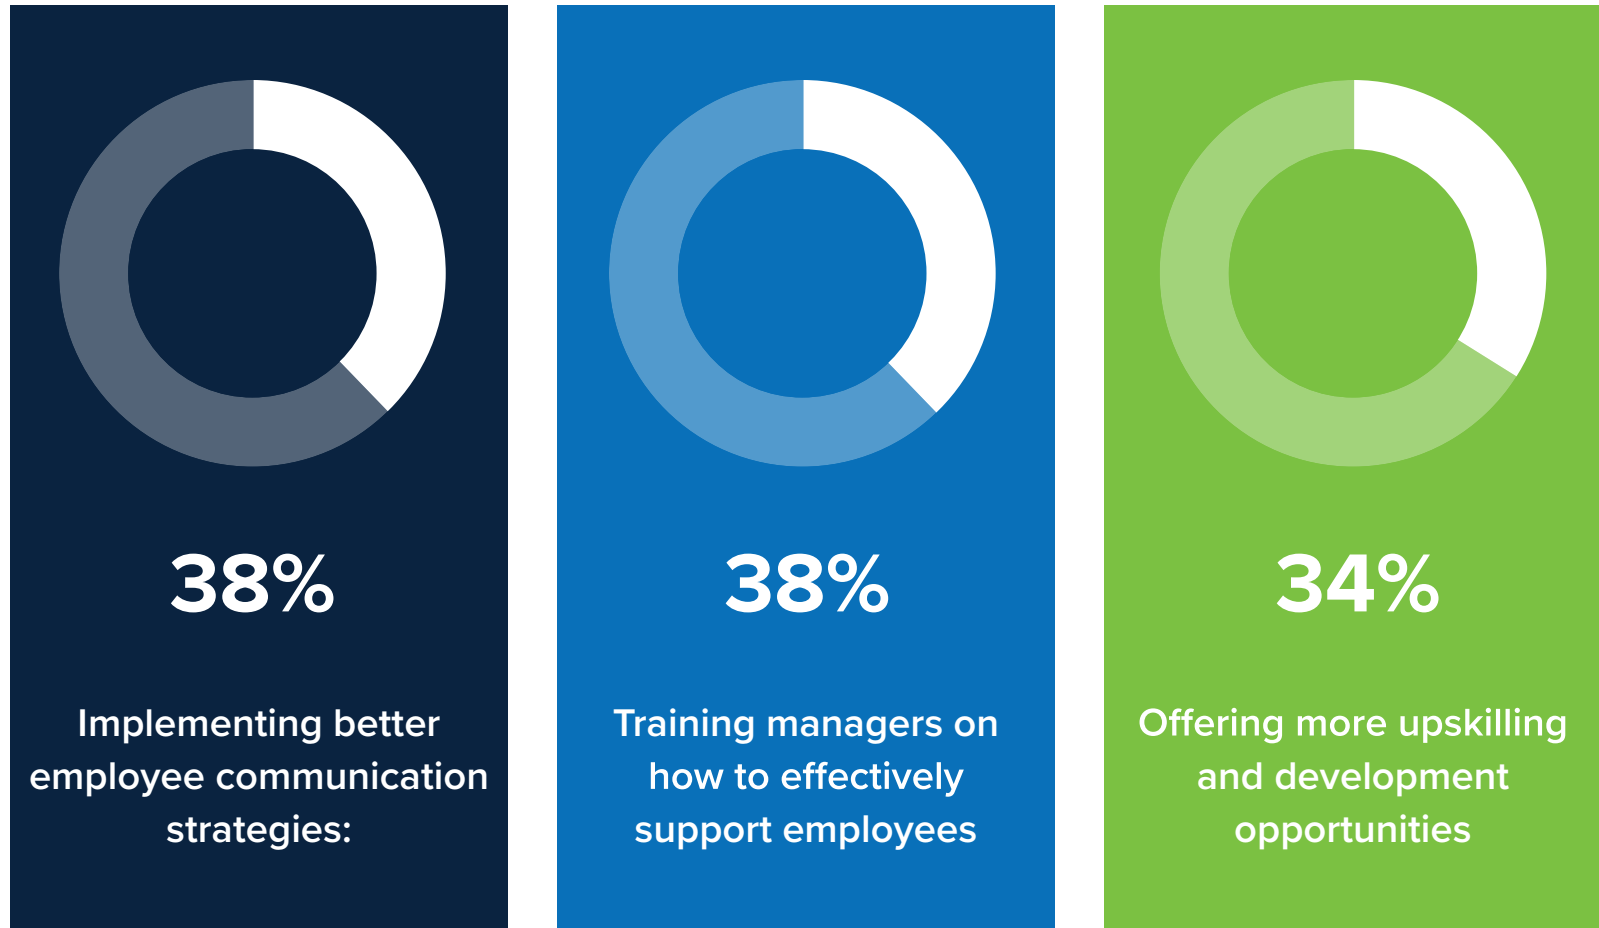 38%
Implementing better
employee communication
strategies:
38%
Training managers on
how to effectively
support employees
34%
Offering more upskilling
and development
opportunities